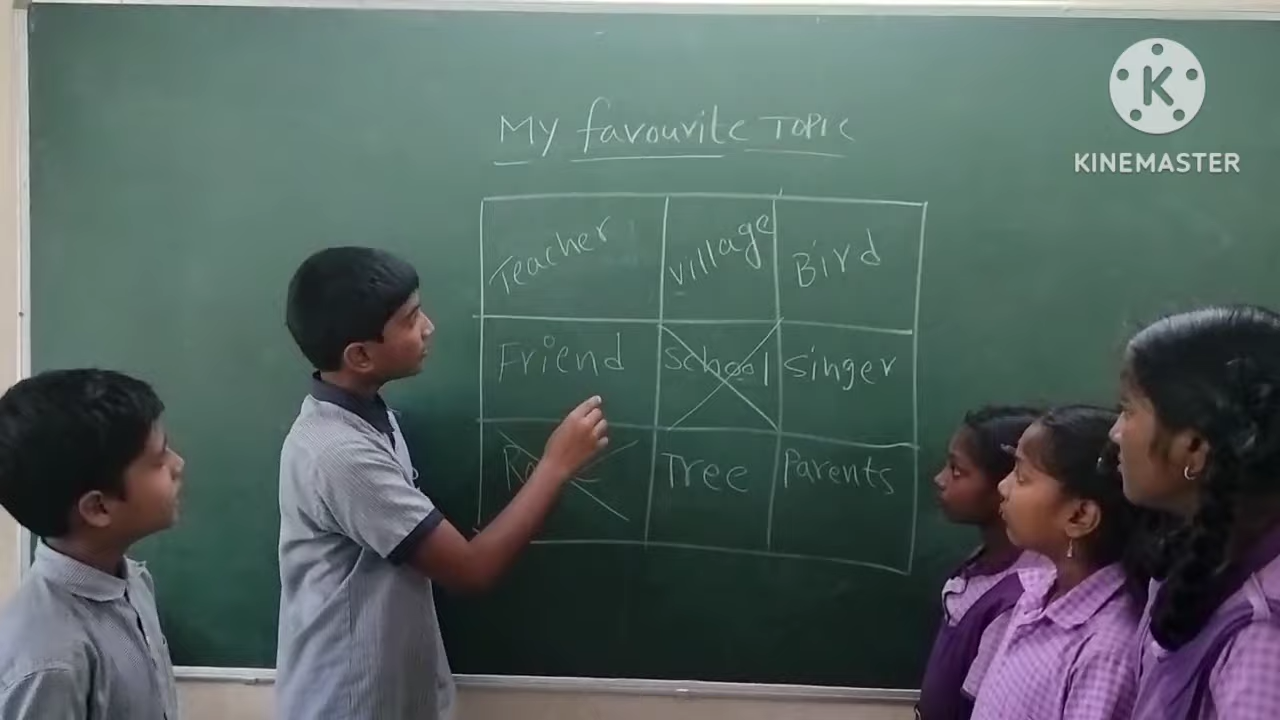 My favourite TOPIC
Teacher village Bird
Friend school singer
Tree Parents
K
KINEMASTER